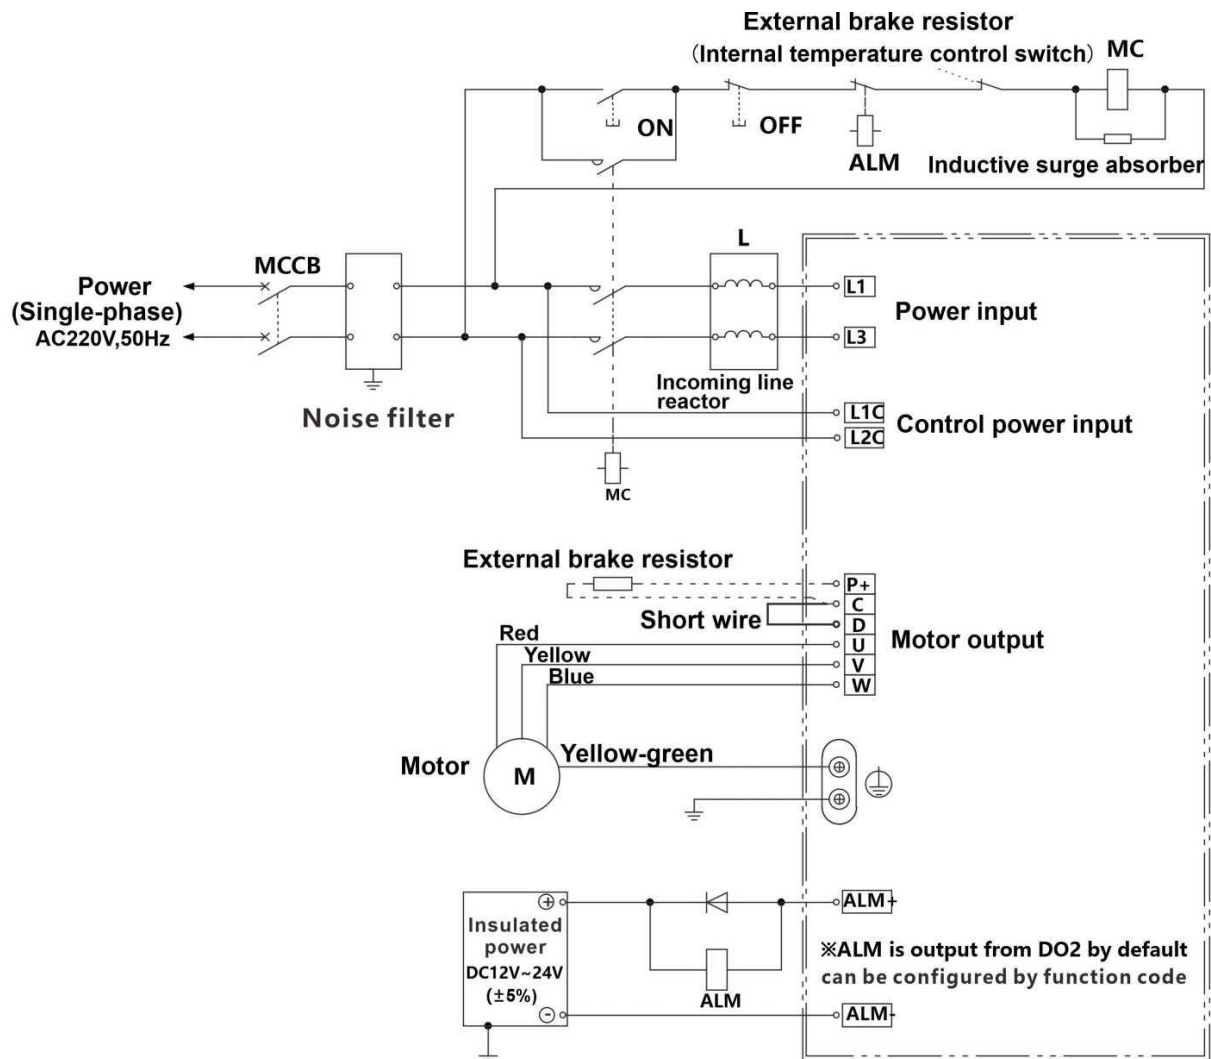 External brake resistor
(Internal temperature control switch) MC
ON
OFF
ALM
Inductive surge absorber
L
MCCB
Power
(Single-phase)
AC220V,50Hz
L1
L3
Power input
Incoming line
reactor
Noise filter
L1C
L2C
Control power input
MC
External brake resistor
P+
C
Short wire
D
Red
U
Motor output
Yellow
V
Blue
W
Yellow-green
Motor
M
+
Insulated
power
DC12V~24V
(±5%)
-
ALM+
ALM
※ALM is output from DO2 by default
can be configured by function code
ALM-